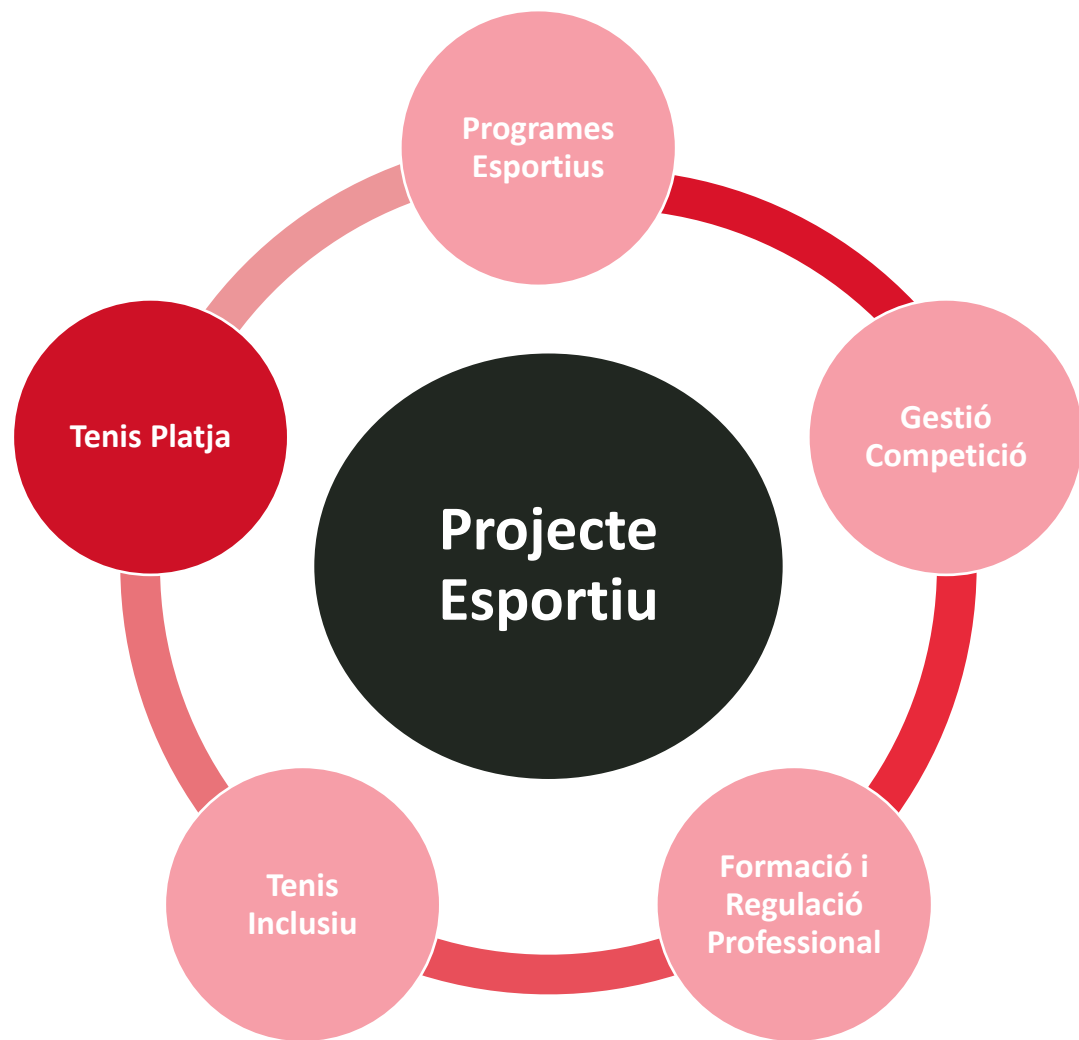 Programes
Esportius
Gestió
Competició
Formació i
Regulació
Professional
Tenis
Inclusiu
Tenis Platja
Projecte
Esportiu